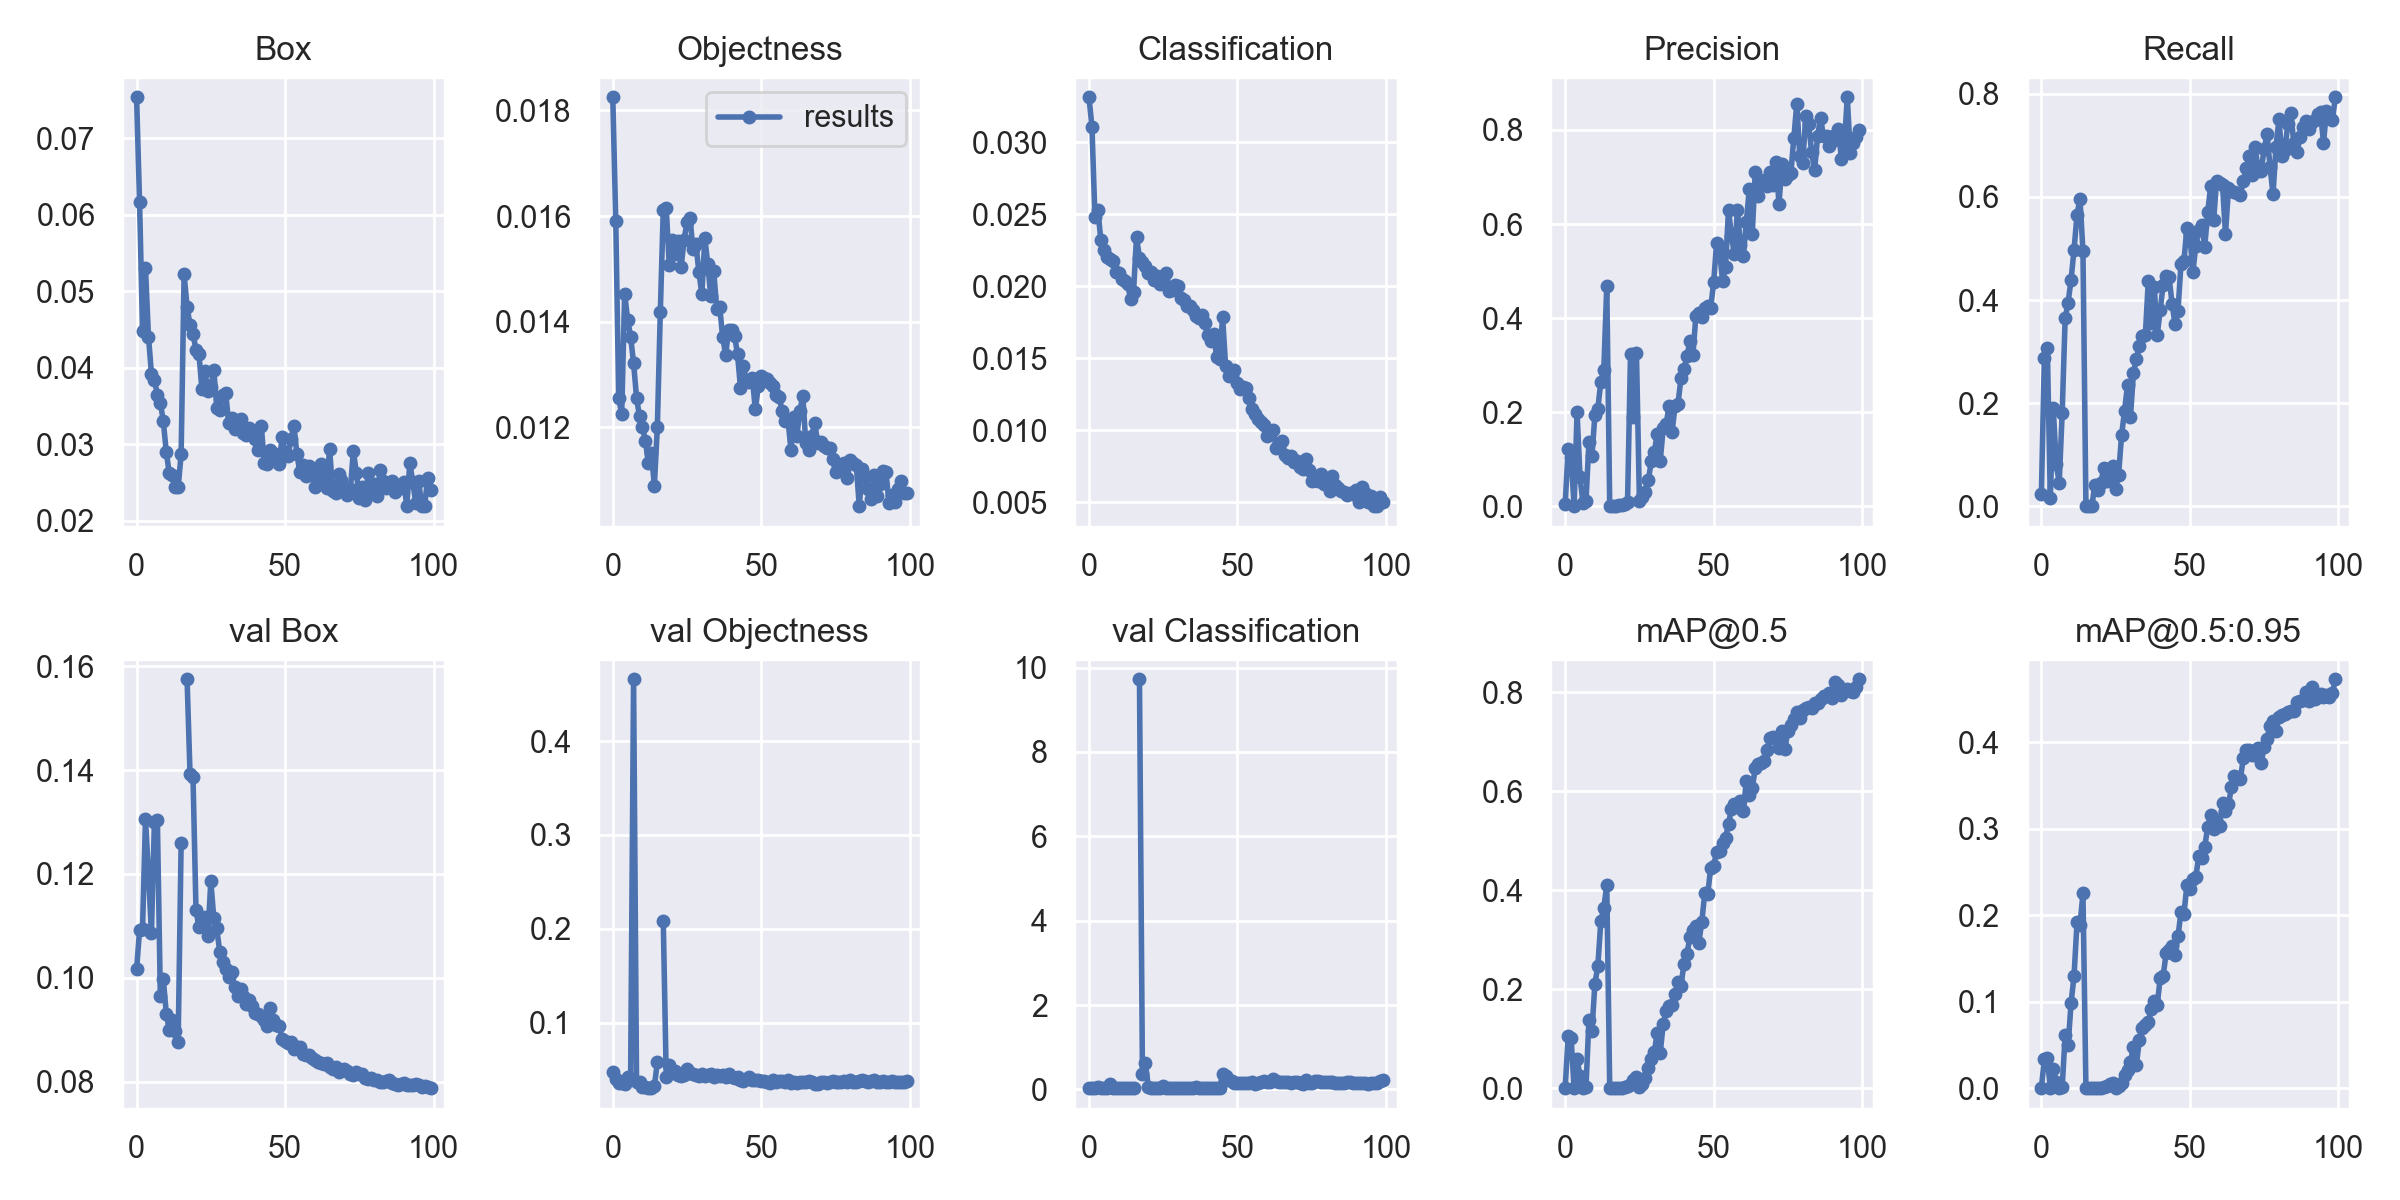 Box
Objectness
Classification
Precision
Recall
0.07
0.06
0.05
0.04
0.03
0.02
0 50 100
results
0.018
0.016
0.014
0.012
0 50 100
0.030
0.025
0.020
0.015
0.010
0.005
0 50 100
0.8
0.6
0.4
0.2
0.0
0 50 100
0.8
0.6
0.4
0.2
0.0
0 50 100
val Box
val Objectness
val Classification
mAP@0.5
mAP@0.5:0.95
0.16
0.14
0.12
0.10
0.08
0 50 100
0.4
0.3
0.2
0.1
0 50 100
10
8
6
4
2
0
0 50 100
0.8
0.6
0.4
0.2
0.0
0 50 100
0.4
0.3
0.2
0.1
0.0
0 50 100